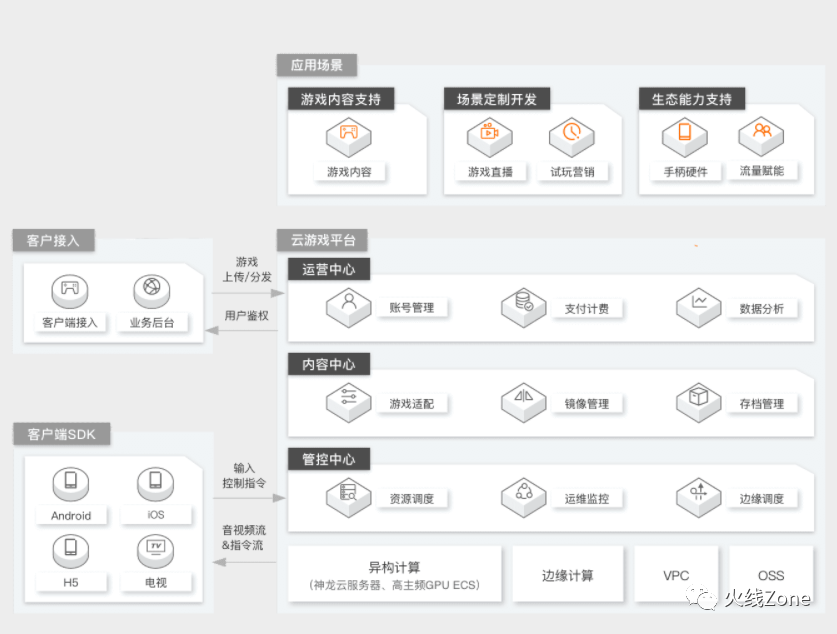 应用场景
游戏内容支持
场景定制开发
生态能力支持
游戏内容
游戏直播
试玩营销
手柄硬件
流量赋能
客户接入
客户端接入
业务后台
游戏
上传/分发
用户鉴权
云游戏平台
运营中心
账号管理
支付计费
数据分析
内容中心
游戏适配
镜像管理
存档管理
客户端SDK
Android
iOS
H5
TV
电视
输入
控制指令
音视频流
&指令流
管控中心
资源调度
运维监控
边缘调度
异构计算
(神龙云服务器、高主频GPU ECS)
边缘计算
VPC
OSS
火线Zone